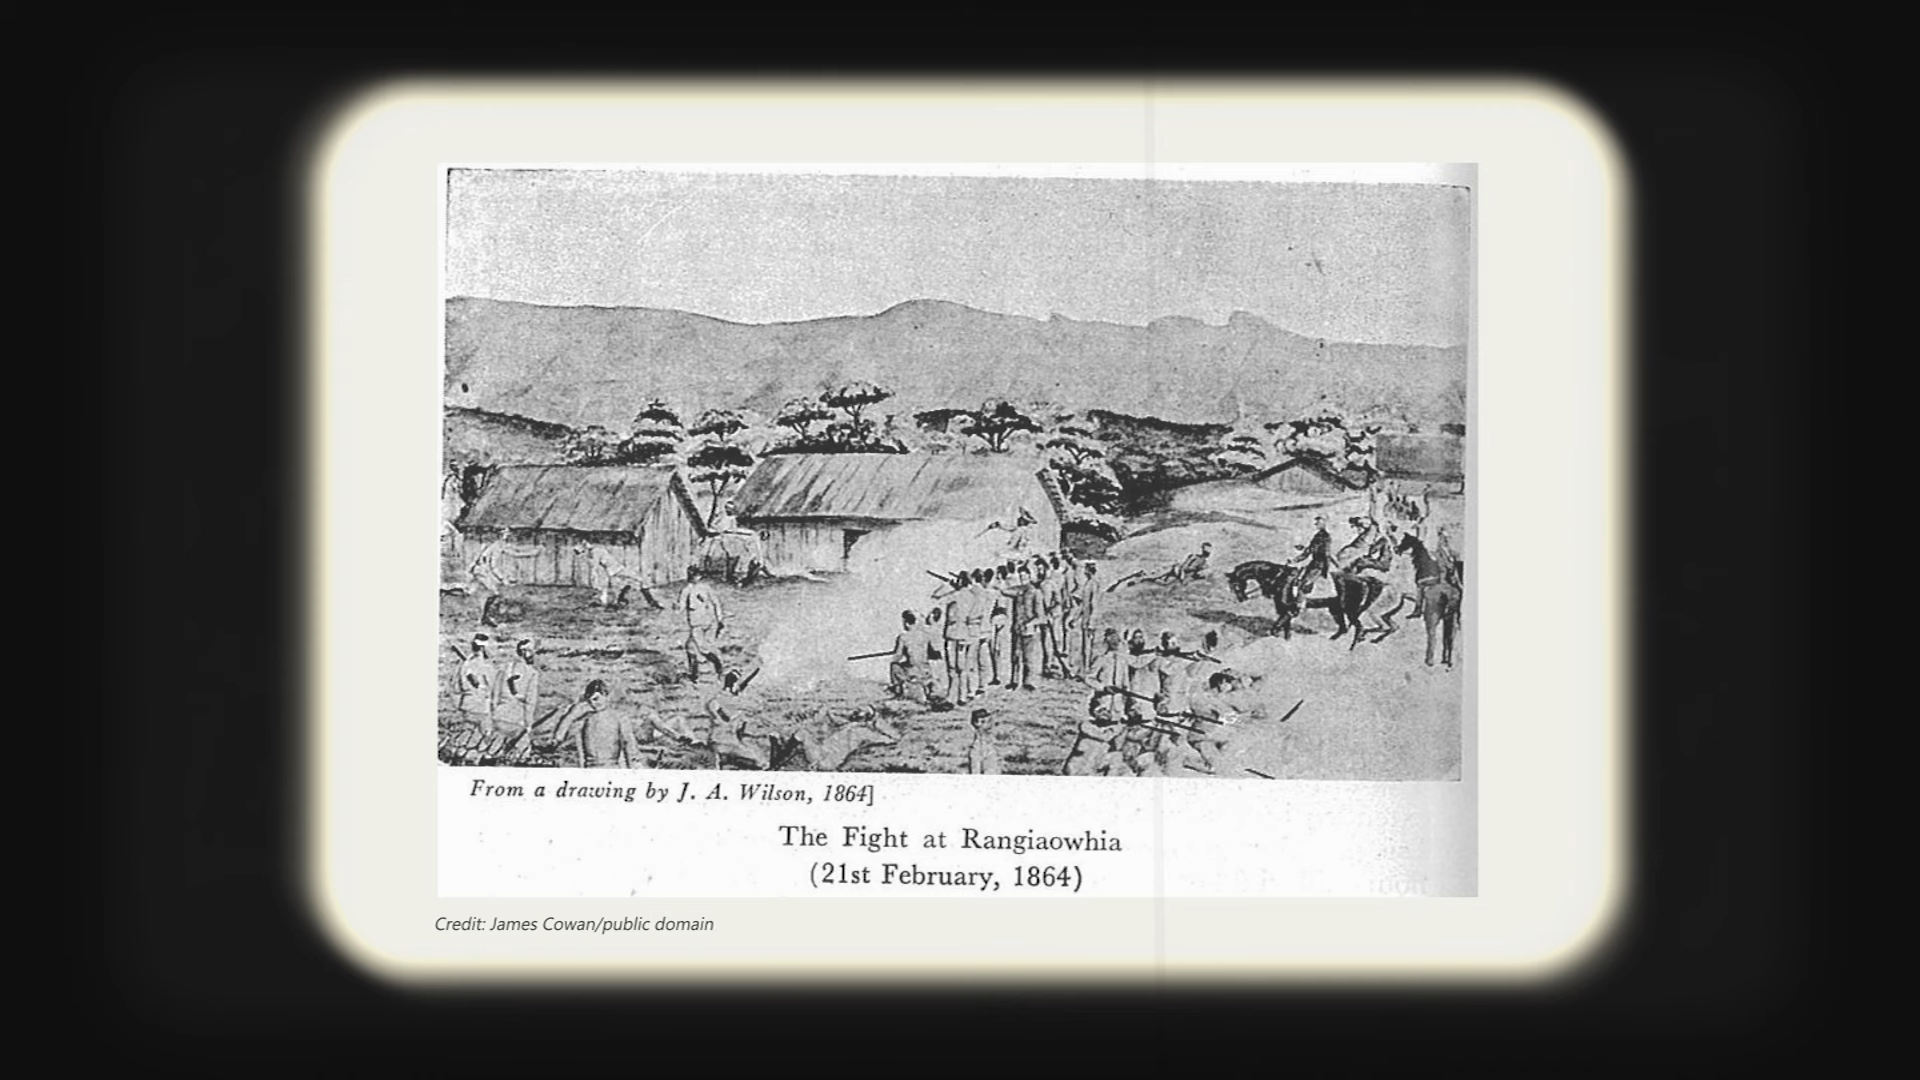 From a drawing by J. A. Wilson, 1864]
The Fight at Rangiaowhia
(21st February, 1864)
Credit: James Cowan/public domain